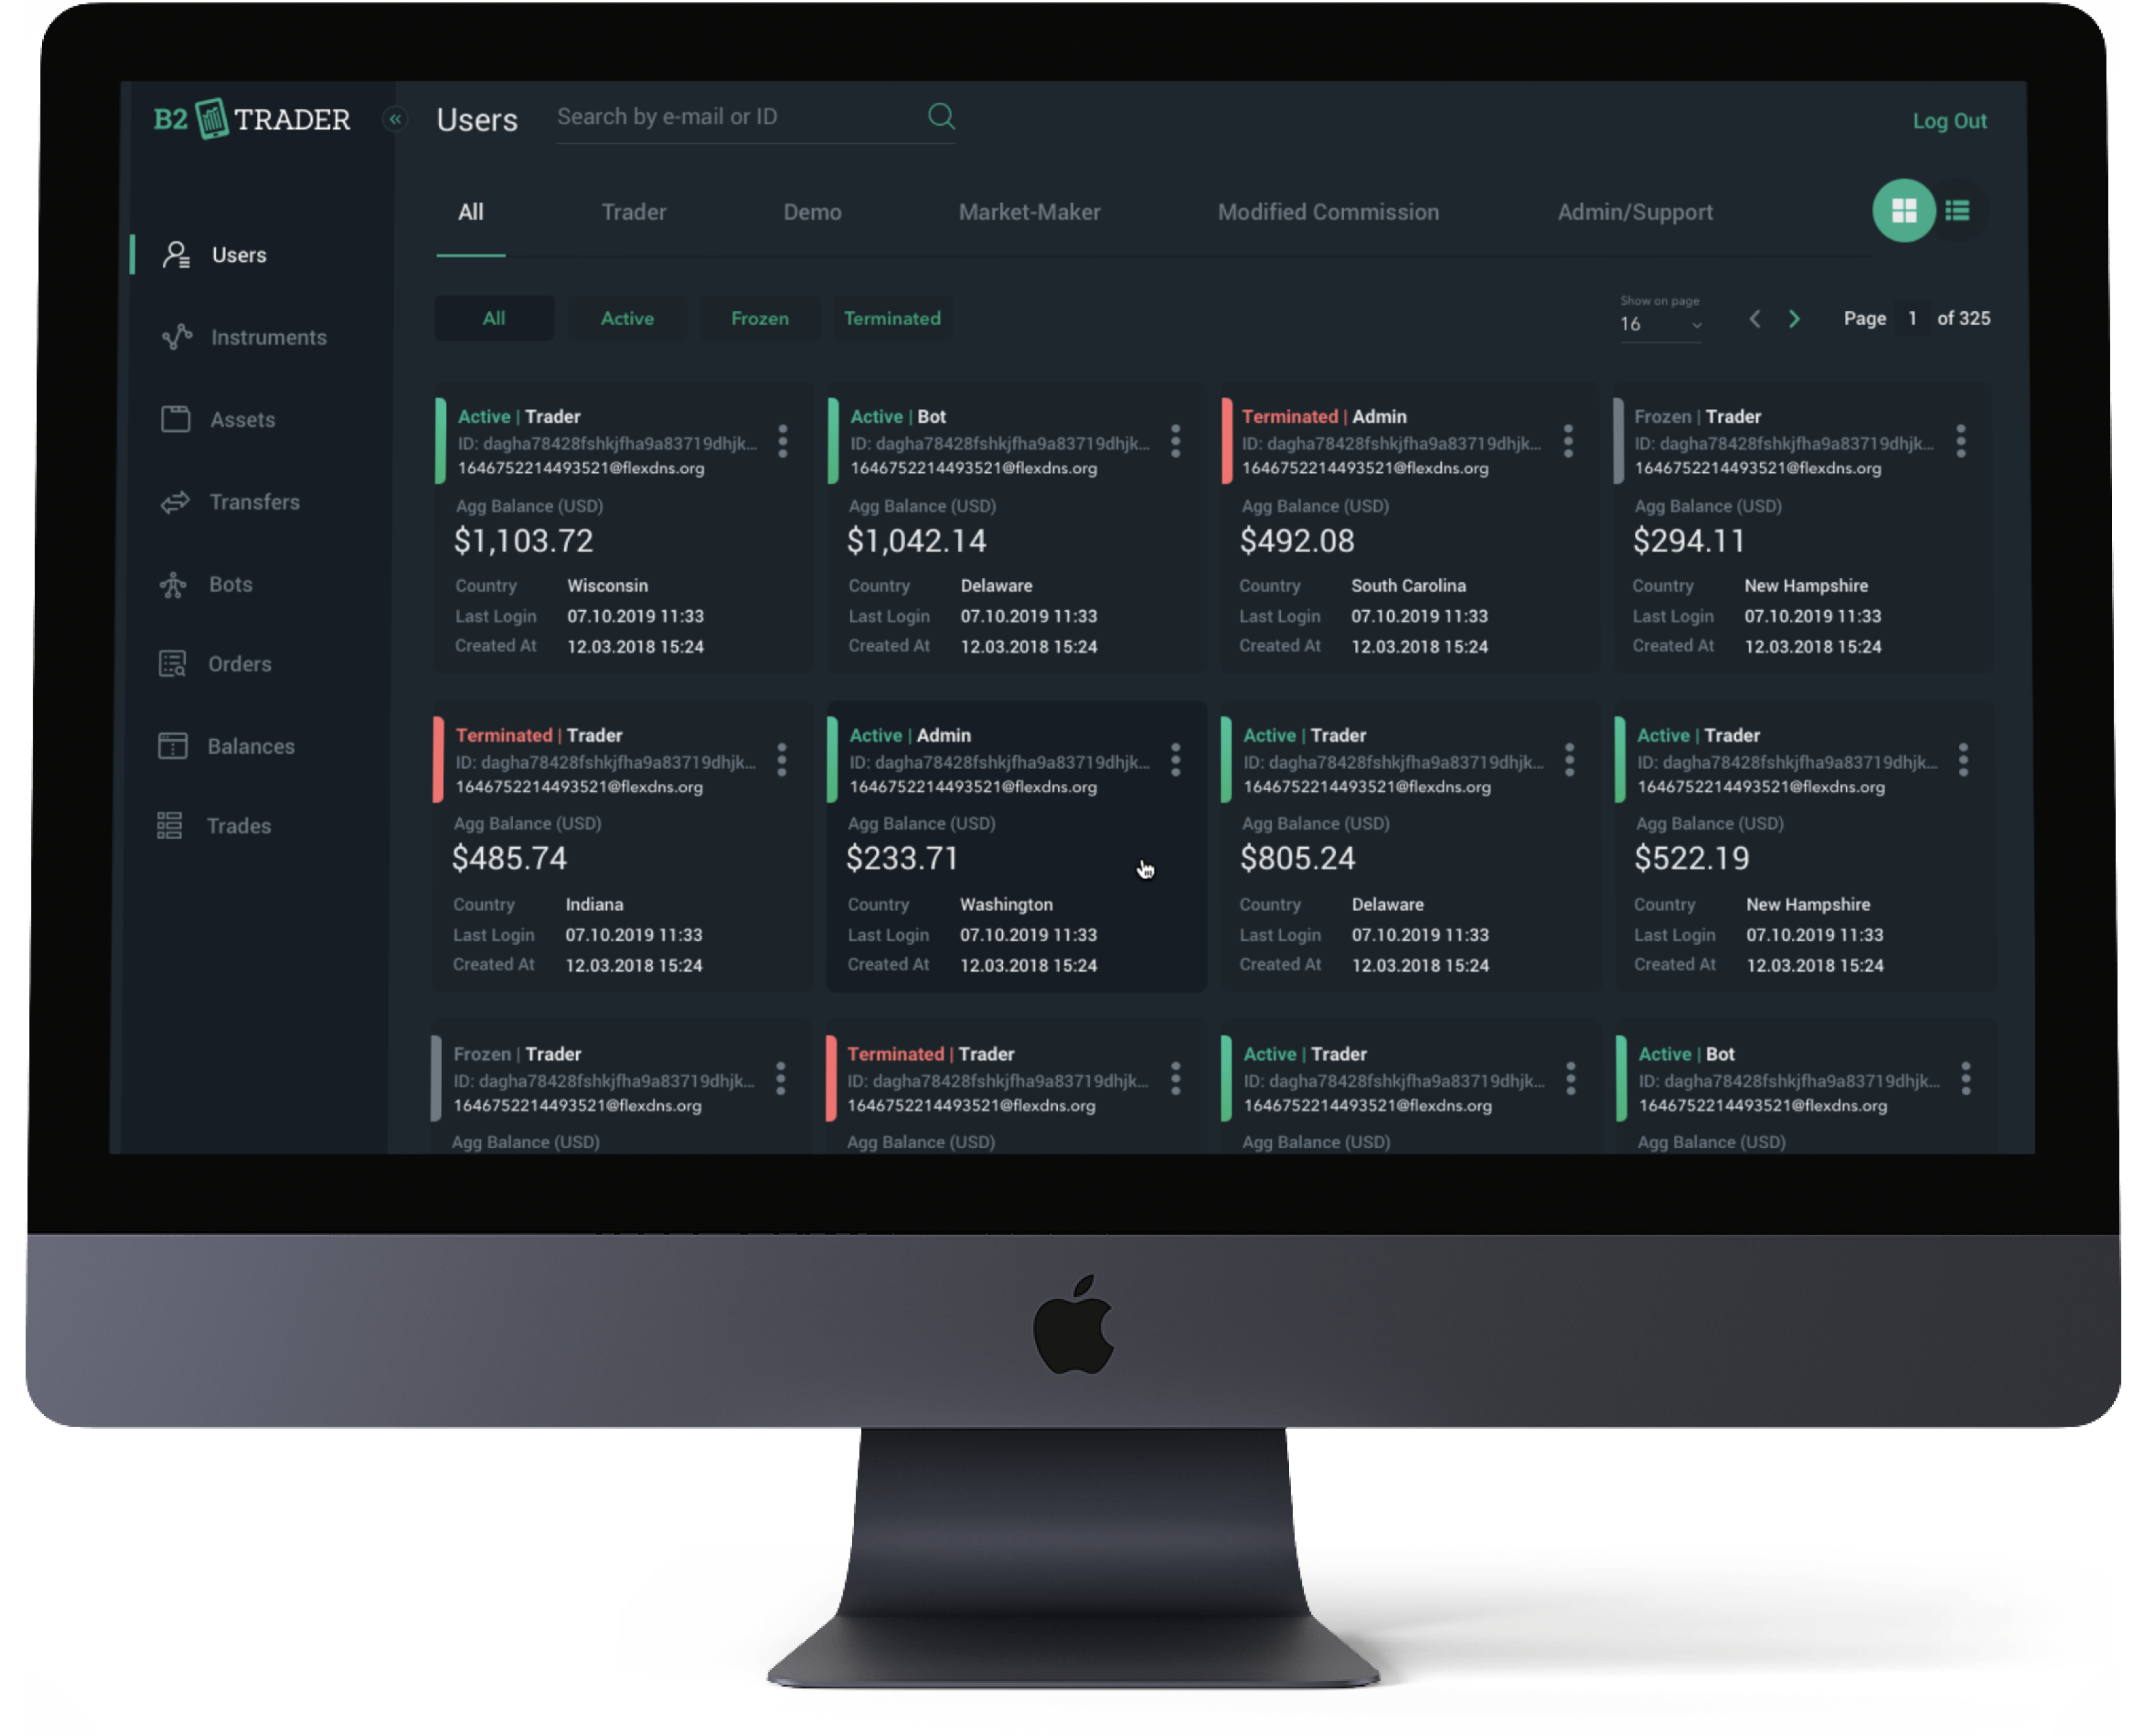 B2 TRADER
«
Users
Search by e-mail or ID
Log Out
All
Trader
Demo
Market-Maker
Modified Commission
Admin/Support
Users
Instruments
Assets
Transfers
Bots
Orders
Balances
Trades
All
Active
Frozen
Terminated
Show on page
16
Page 1 of 325
Active | Trader
ID: dagha78428fshkjfha9a83719dhjk...
1646752214493521@flexdns.org
Agg Balance (USD)
$1,103.72
Country Wisconsin
Last Login 07.10.2019 11:33
Created At 12.03.2018 15:24
Active | Bot
ID: dagha78428fshkjfha9a83719dhjk...
1646752214493521@flexdns.org
Agg Balance (USD)
$1,042.14
Country Delaware
Last Login 07.10.2019 11:33
Created At 12.03.2018 15:24
Terminated | Admin
ID: dagha78428fshkjfha9a83719dhjk...
1646752214493521@flexdns.org
Agg Balance (USD)
$492.08
Country South Carolina
Last Login 07.10.2019 11:33
Created At 12.03.2018 15:24
Frozen | Trader
ID: dagha78428fshkjfha9a83719dhjk...
1646752214493521@flexdns.org
Agg Balance (USD)
$294.11
Country New Hampshire
Last Login 07.10.2019 11:33
Created At 12.03.2018 15:24
Terminated | Trader
ID: dagha78428fshkjfha9a83719dhjk...
1646752214493521@flexdns.org
Agg Balance (USD)
$485.74
Country Indiana
Last Login 07.10.2019 11:33
Created At 12.03.2018 15:24
Active | Admin
ID: dagha78428fshkjfha9a83719dhjk...
1646752214493521@flexdns.org
Agg Balance (USD)
$233.71
Country Washington
Last Login 07.10.2019 11:33
Created At 12.03.2018 15:24
Active | Trader
ID: dagha78428fshkjfha9a83719dhjk...
1646752214493521@flexdns.org
Agg Balance (USD)
$805.24
Country Delaware
Last Login 07.10.2019 11:33
Created At 12.03.2018 15:24
Active | Trader
ID: dagha78428fshkjfha9a83719dhjk...
1646752214493521@flexdns.org
Agg Balance (USD)
$522.19
Country New Hampshire
Last Login 07.10.2019 11:33
Created At 12.03.2018 15:24
Frozen | Trader
ID: dagha78428fshkjfha9a83719dhjk...
1646752214493521@flexdns.org
Agg Balance (USD)
Terminated | Trader
ID: dagha78428fshkjfha9a83719dhjk...
1646752214493521@flexdns.org
Agg Balance (USD)
Active | Trader
ID: dagha78428fshkjfha9a83719dhjk...
1646752214493521@flexdns.org
Agg Balance (USD)
Active | Bot
ID: dagha78428fshkjfha9a83719dhjk...
1646752214493521@flexdns.org
Agg Balance (USD)